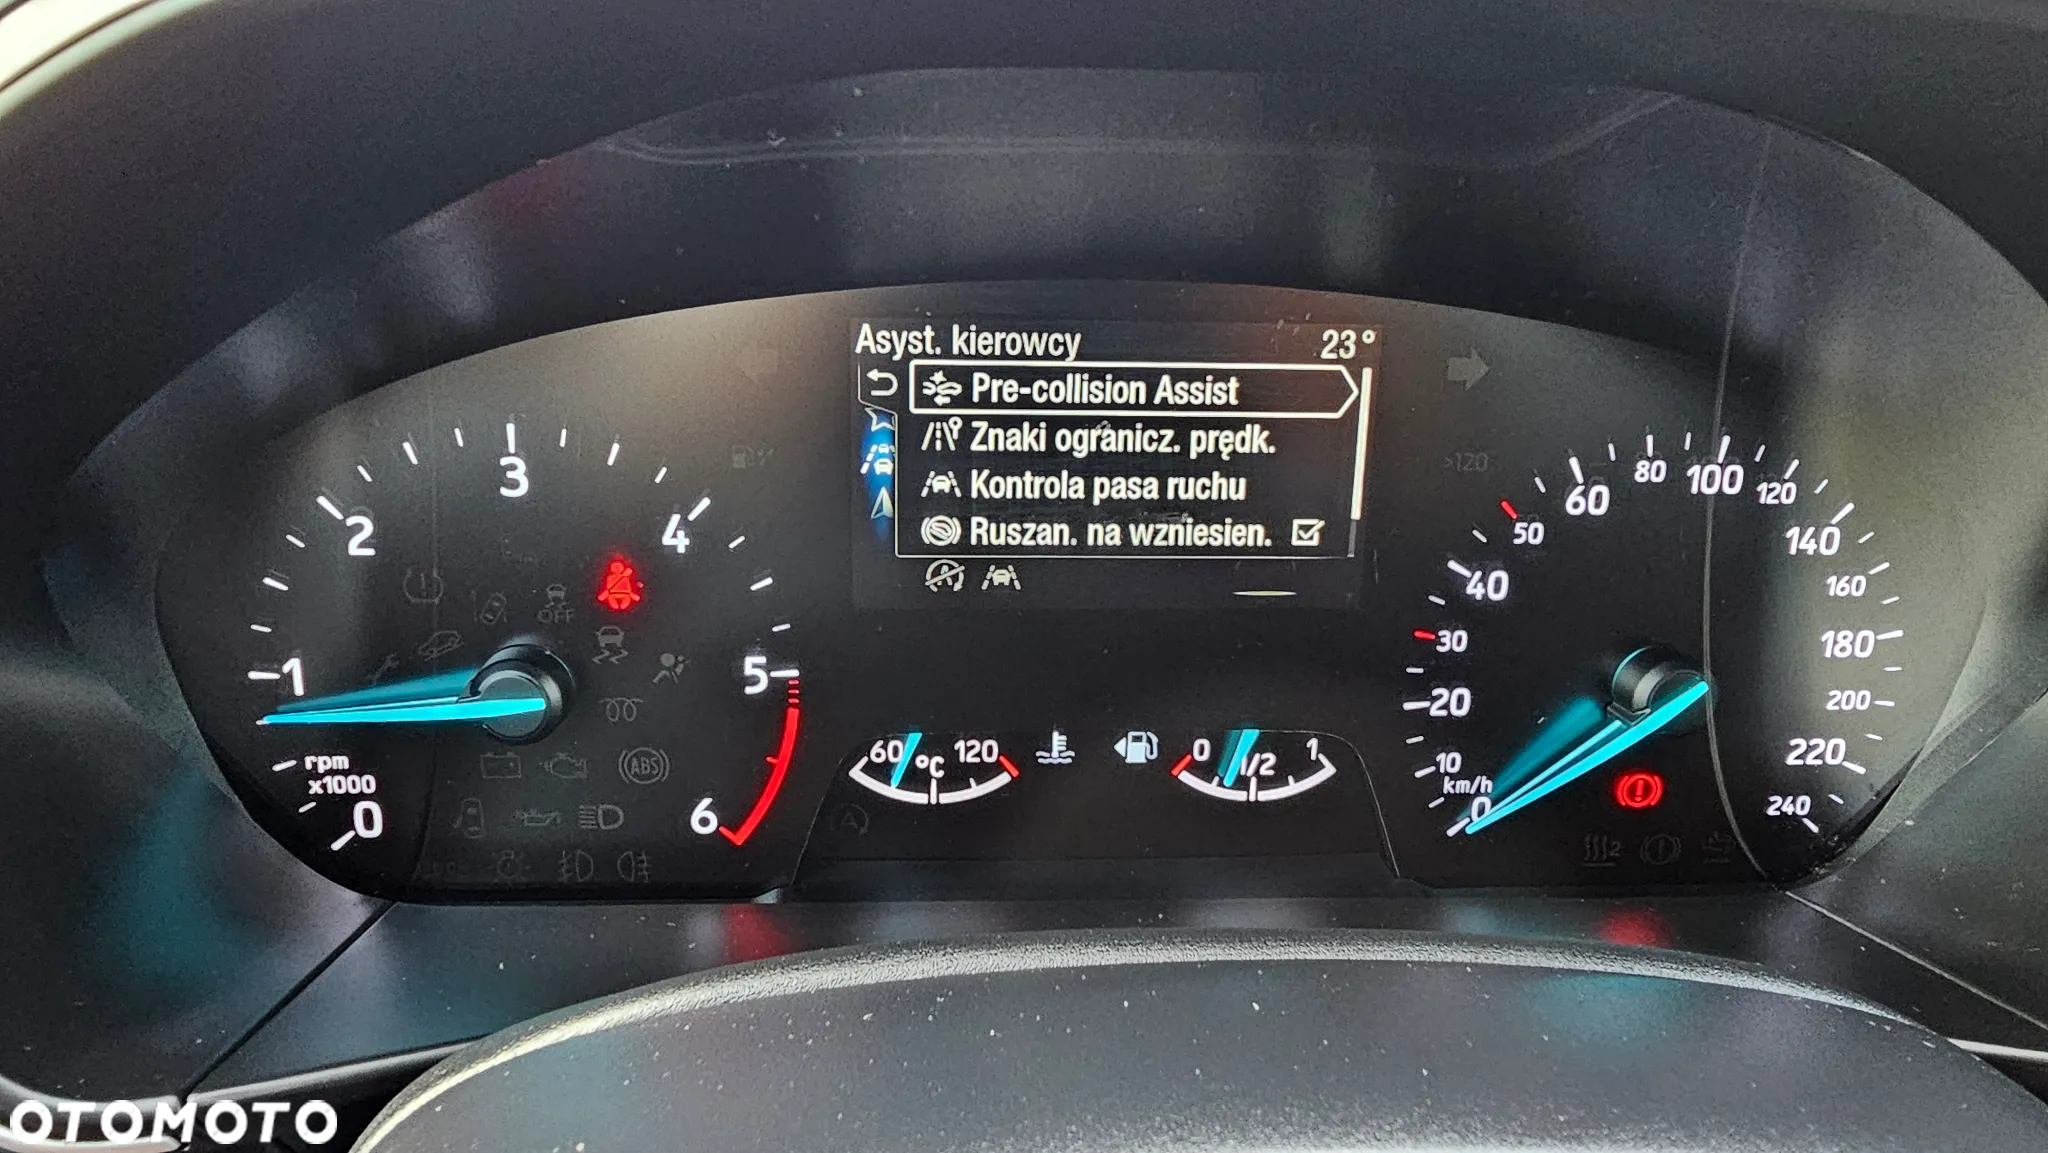 Asyst. kierowcy 23°
Pre-collision Assist
Znaki ogranicz. prędk.
Kontrola pasa ruchu
Ruszan. na wzniesien.
0
1
2
3
4
5
6
rpm
x1000
OFF
ABS
60 °C 120
0 1/2 1
A
>120
0
10
20
30
40
50
60
80
100
120
140
160
180
200
220
240
km/h
2
OTOMOTO